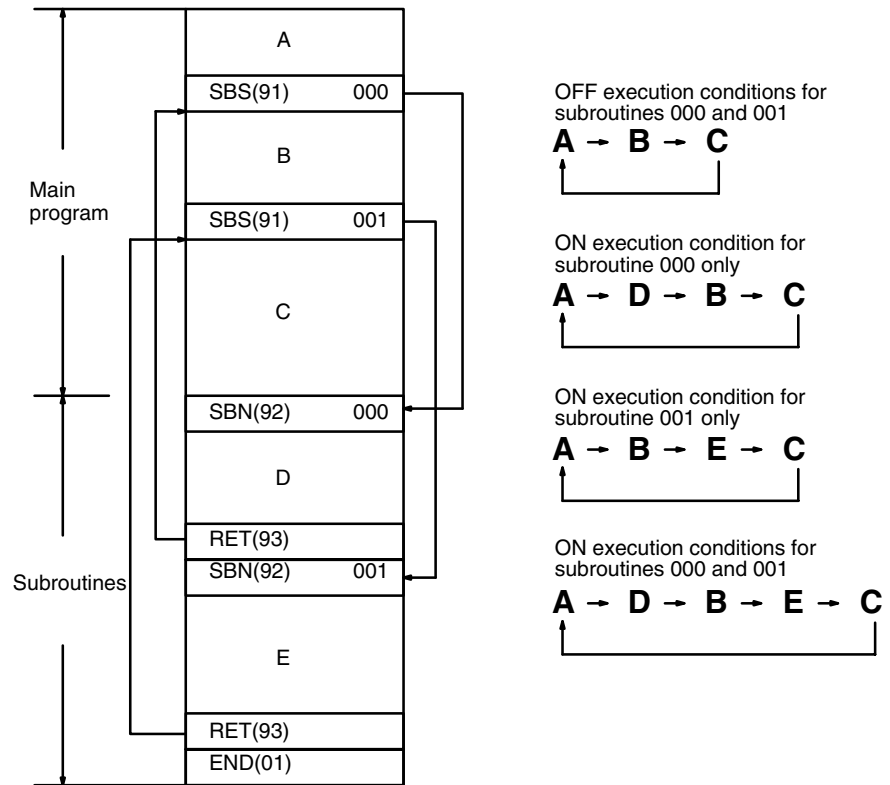 A
SBS(91) 000
B
Main
program
SBS(91) 001
C
SBN(92) 000
D
RET(93)
SBN(92) 001
Subroutines
E
RET(93)
END(01)
OFF execution conditions for
subroutines 000 and 001
A → B → C
ON execution condition for
subroutine 000 only
A → D → B → C
ON execution condition for
subroutine 001 only
A → B → E → C
ON execution conditions for
subroutines 000 and 001
A → D → B → E → C